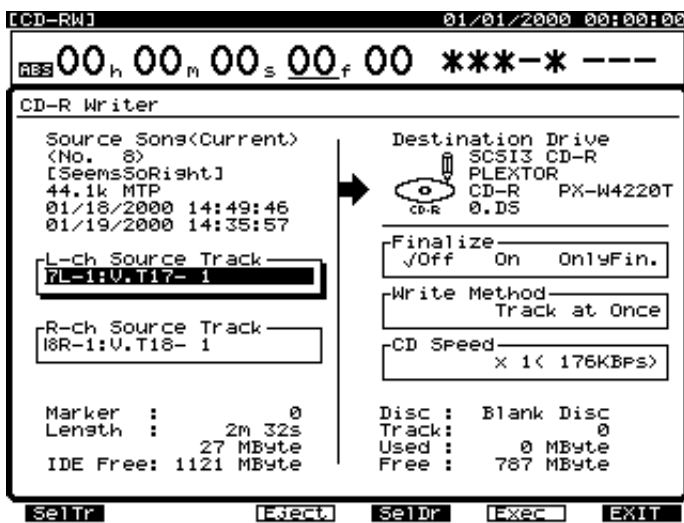 [CD-RW] 01/01/2000 00:00:00
ABS 00h 00m 00s 00f 00 ***-* ---
CD-R Writer
Source Song(Current)
(No. 8)
[SeemsSoRight]
44.1k MTP
01/18/2000 14:49:46
01/19/2000 14:35:57
L-ch Source Track
7L-1:V.T17- 1
R-ch Source Track
8R-1:V.T18- 1
Marker : 0
Length : 2m 32s
27 MByte
IDE Free: 1121 MByte
Destination Drive
SCSI3 CD-R
PLEXTOR
CD-R PX-W4220T
0.DS
CD-R
Finalize
√Off On OnlyFin.
Write Method
Track at Once
CD Speed
x 1( 176KBps)
Disc : Blank Disc
Track: 0
Used : 0 MByte
Free : 787 MByte
SelTr Eject SelDr Exec EXIT